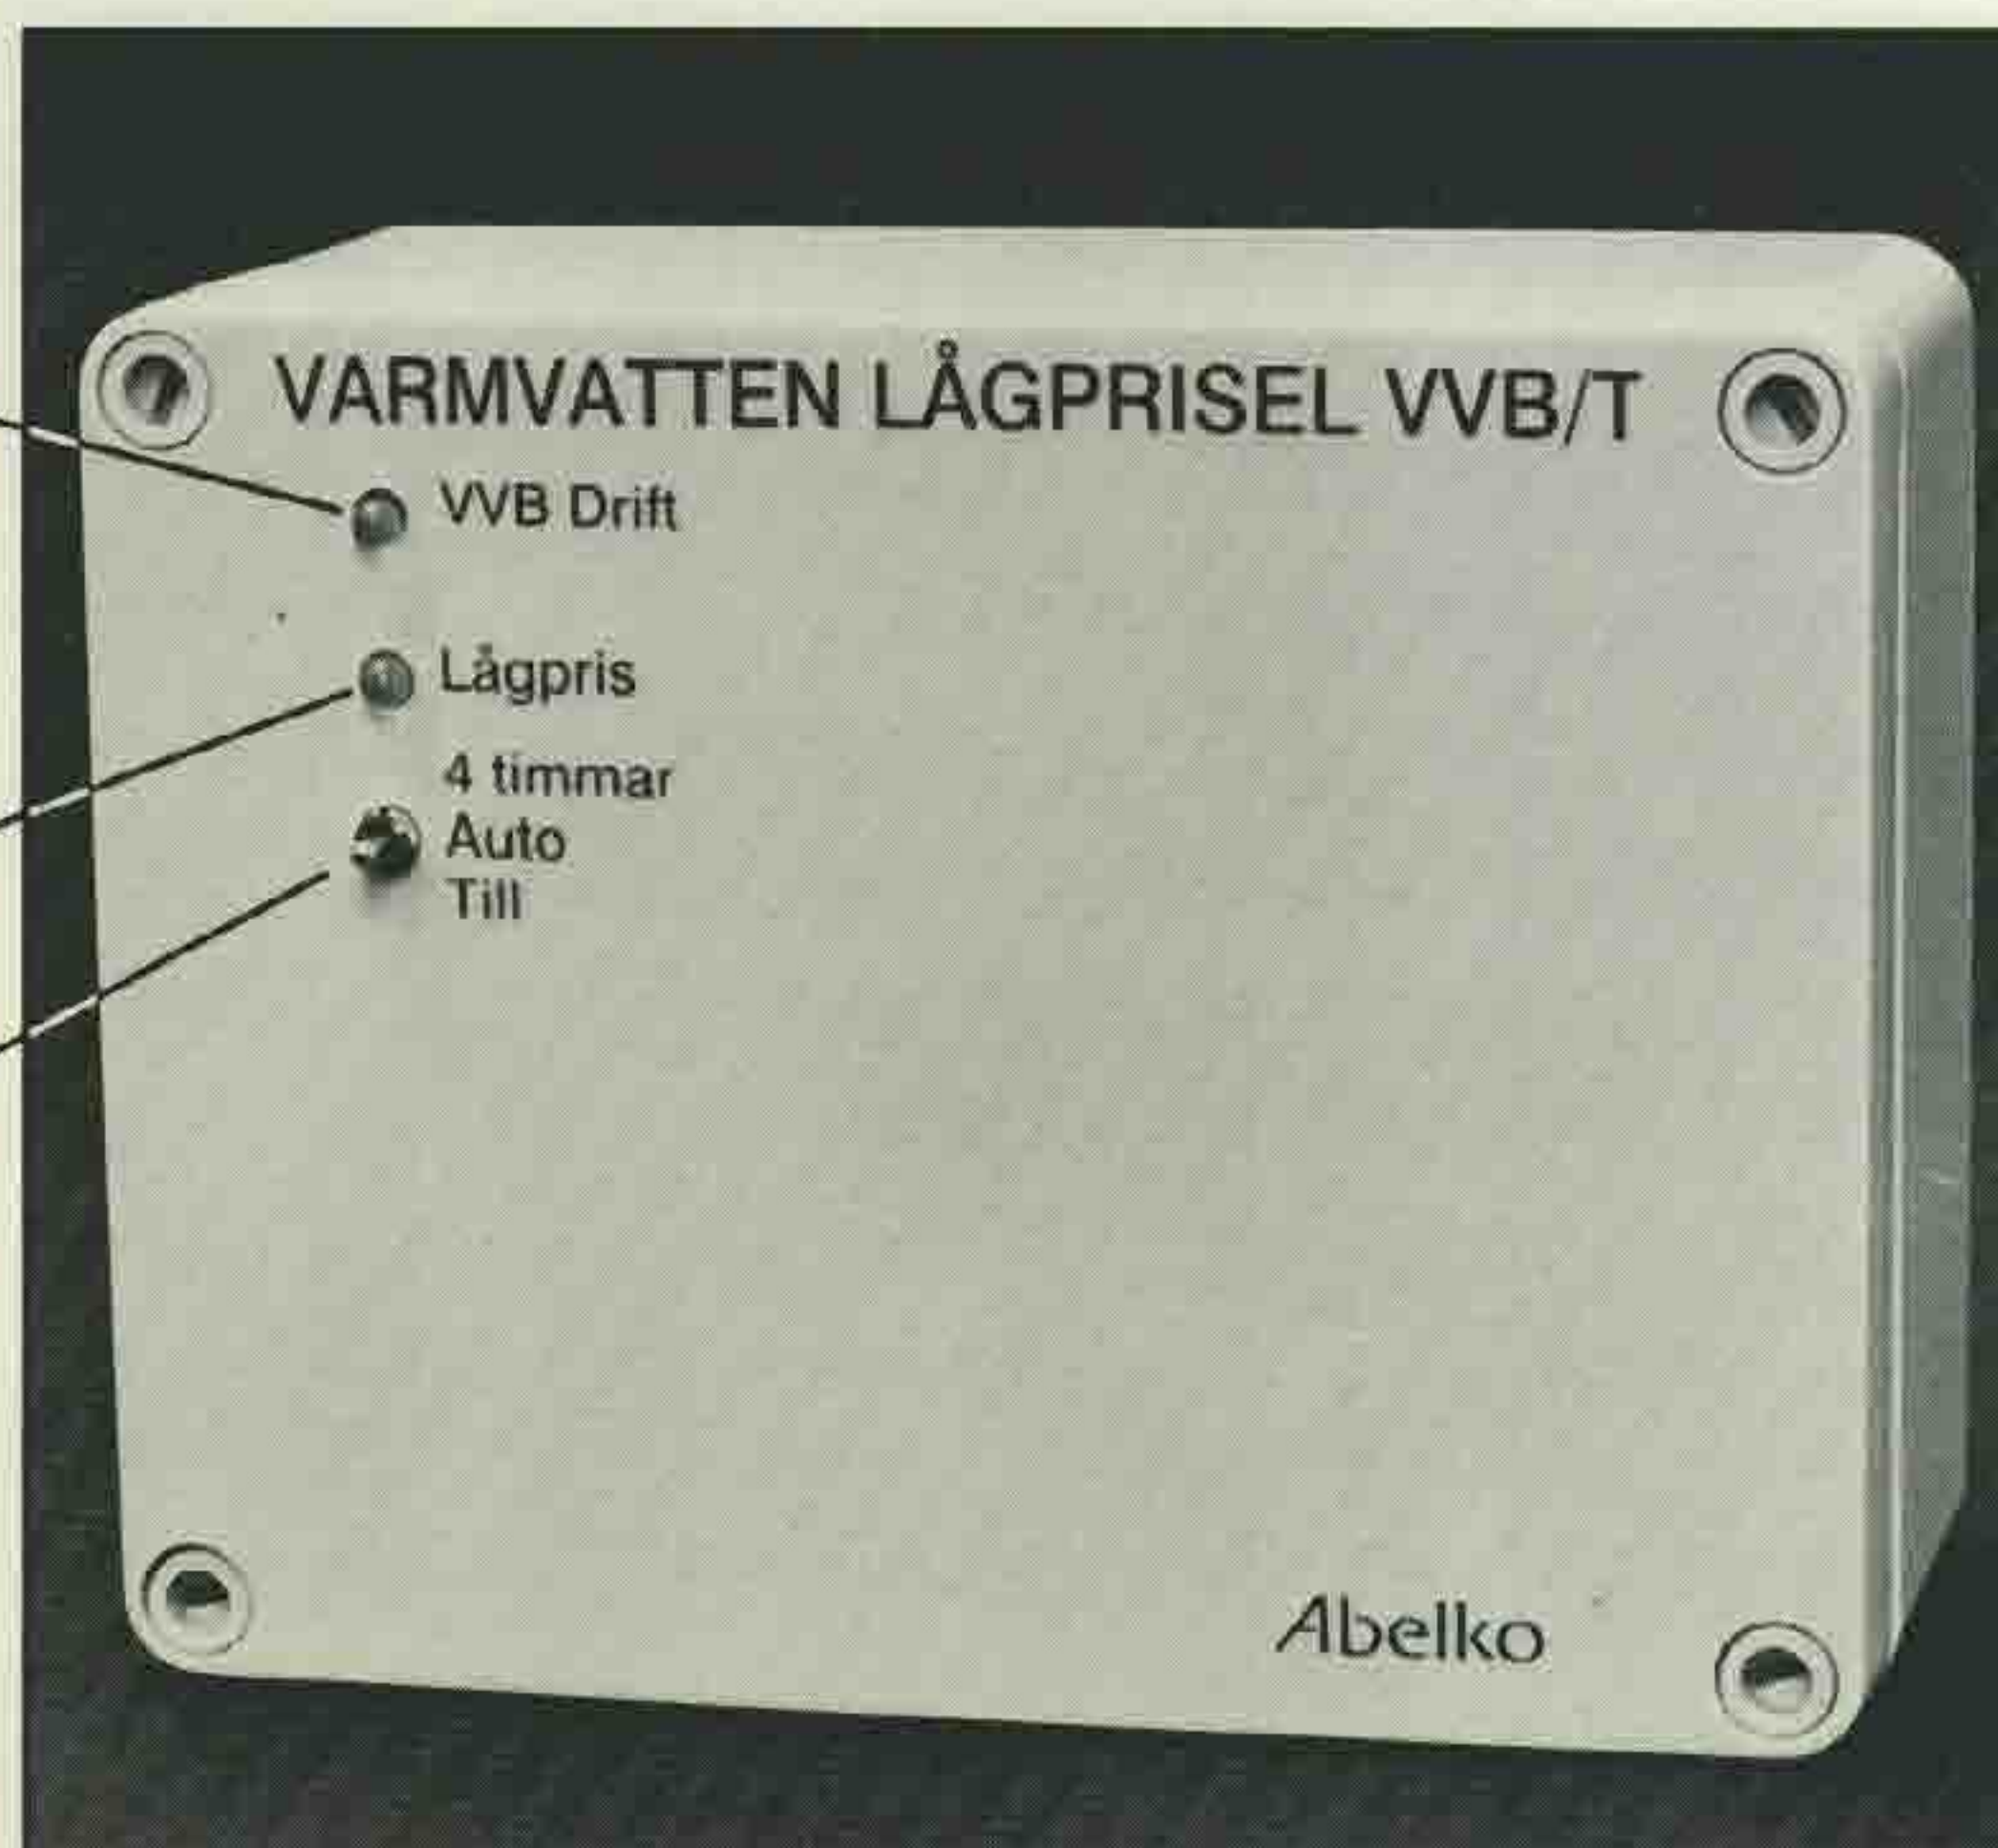 VARMVATTEN LÅGPRISEL VVB/T
VVB Drift
Lågpris
4 timmar
Auto
Till
Abelko